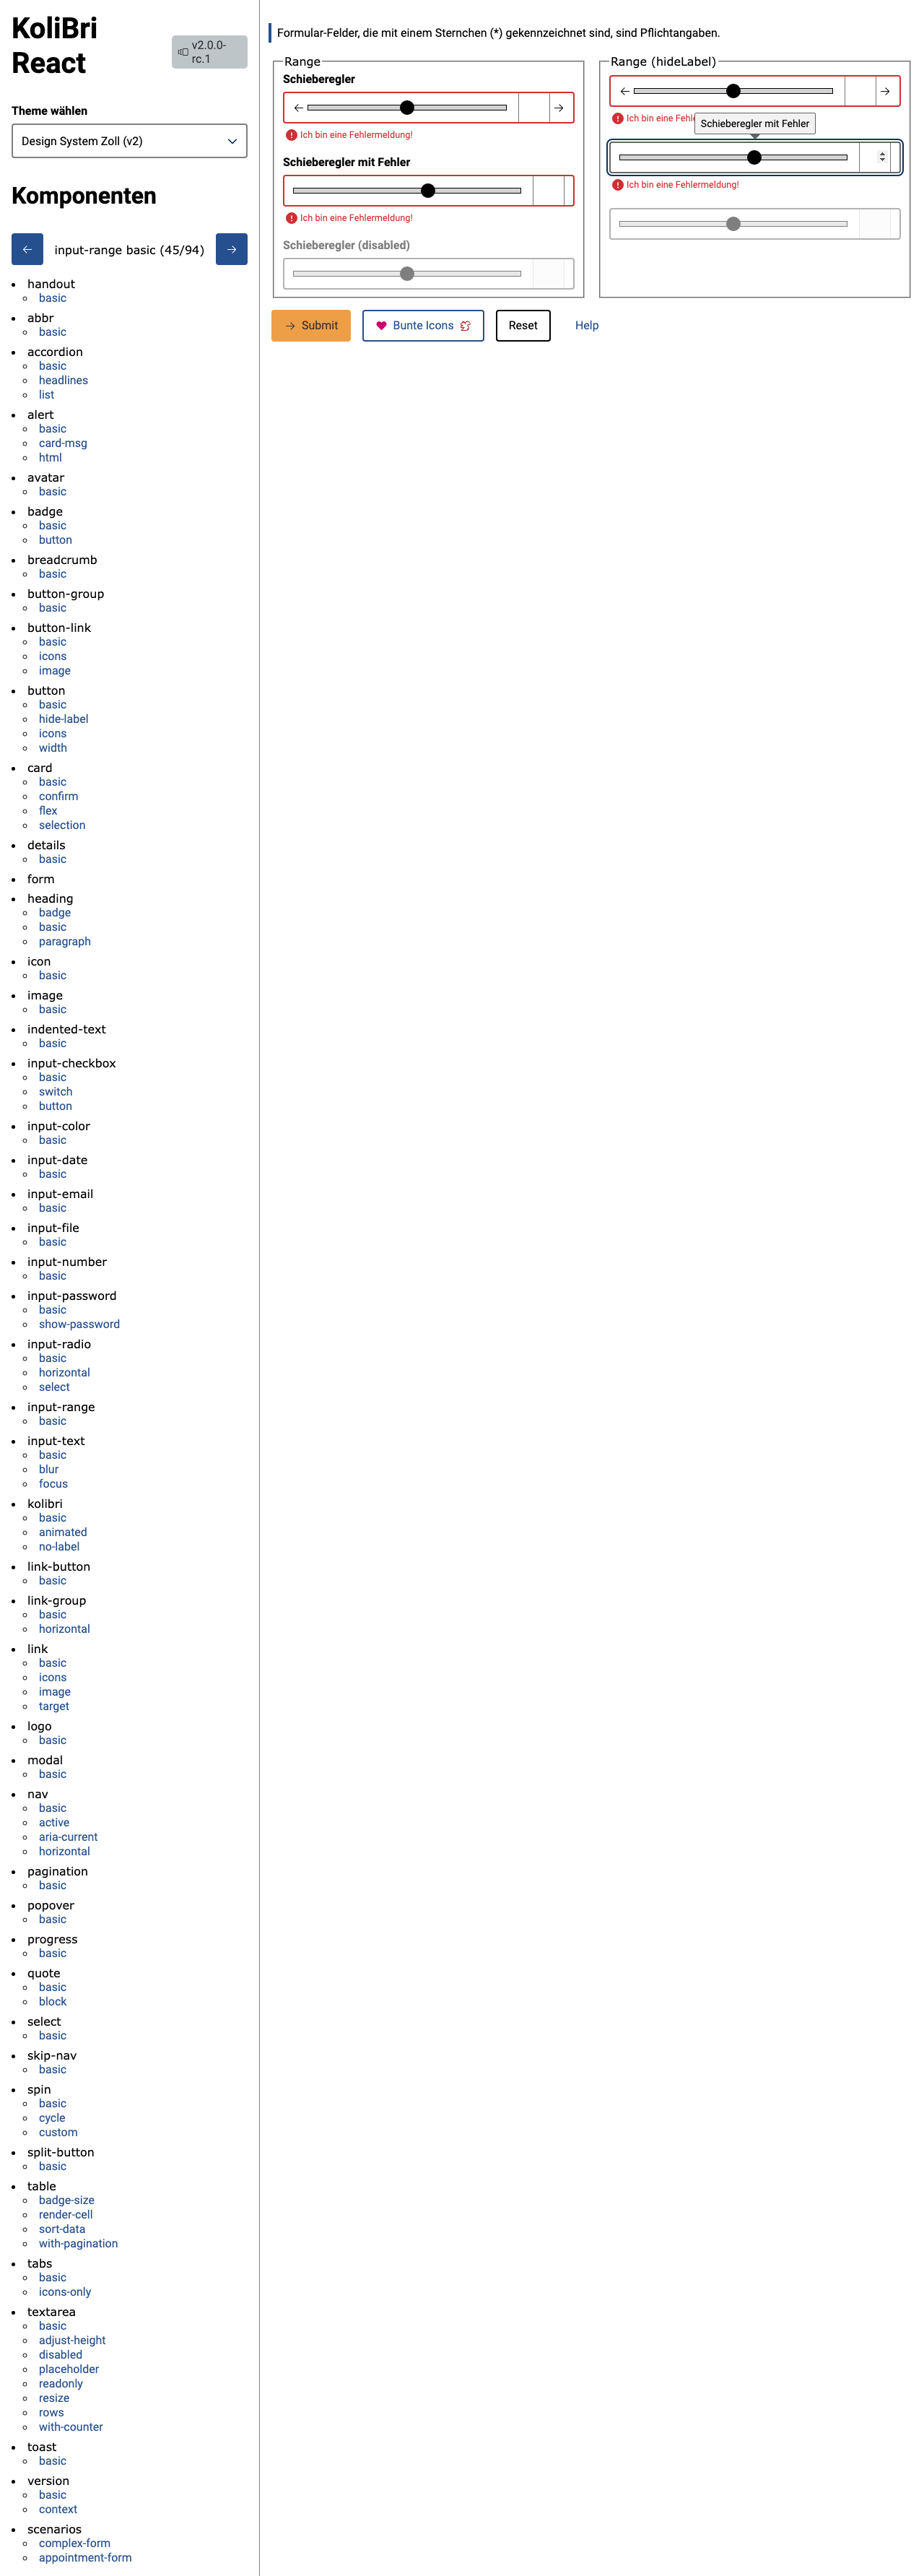 KoliBri
React
v2.0.0-
rc.1
Theme wählen
Design System Zoll (v2)
Komponenten
← input-range basic (45/94) →
handout
basic
abbr
basic
accordion
basic
headlines
list
alert
basic
card-msg
html
avatar
basic
badge
basic
button
breadcrumb
basic
button-group
basic
button-link
basic
icons
image
button
basic
hide-label
icons
width
card
basic
confirm
flex
selection
details
basic
form
heading
badge
basic
paragraph
icon
basic
image
basic
indented-text
basic
input-checkbox
basic
switch
button
input-color
basic
input-date
basic
input-email
basic
input-file
basic
input-number
basic
input-password
basic
show-password
input-radio
basic
horizontal
select
input-range
basic
input-text
basic
blur
focus
kolibri
basic
animated
no-label
link-button
basic
link-group
basic
horizontal
link
basic
icons
image
target
logo
basic
modal
basic
nav
basic
active
aria-current
horizontal
pagination
basic
popover
basic
progress
basic
quote
basic
block
select
basic
skip-nav
basic
spin
basic
cycle
custom
split-button
basic
table
badge-size
render-cell
sort-data
with-pagination
tabs
basic
icons-only
textarea
basic
adjust-height
disabled
placeholder
readonly
resize
rows
with-counter
toast
basic
version
basic
context
scenarios
complex-form
appointment-form
Formular-Felder, die mit einem Sternchen (*) gekennzeichnet sind, sind Pflichtangaben.
Range
Schieberegler
Ich bin eine Fehlermeldung!
Schieberegler mit Fehler
Ich bin eine Fehlermeldung!
Schieberegler (disabled)
Range (hideLabel)
Ich bin eine Fehle
Schieberegler mit Fehler
Ich bin eine Fehlermeldung!
→ Submit
Bunte Icons
Reset
Help